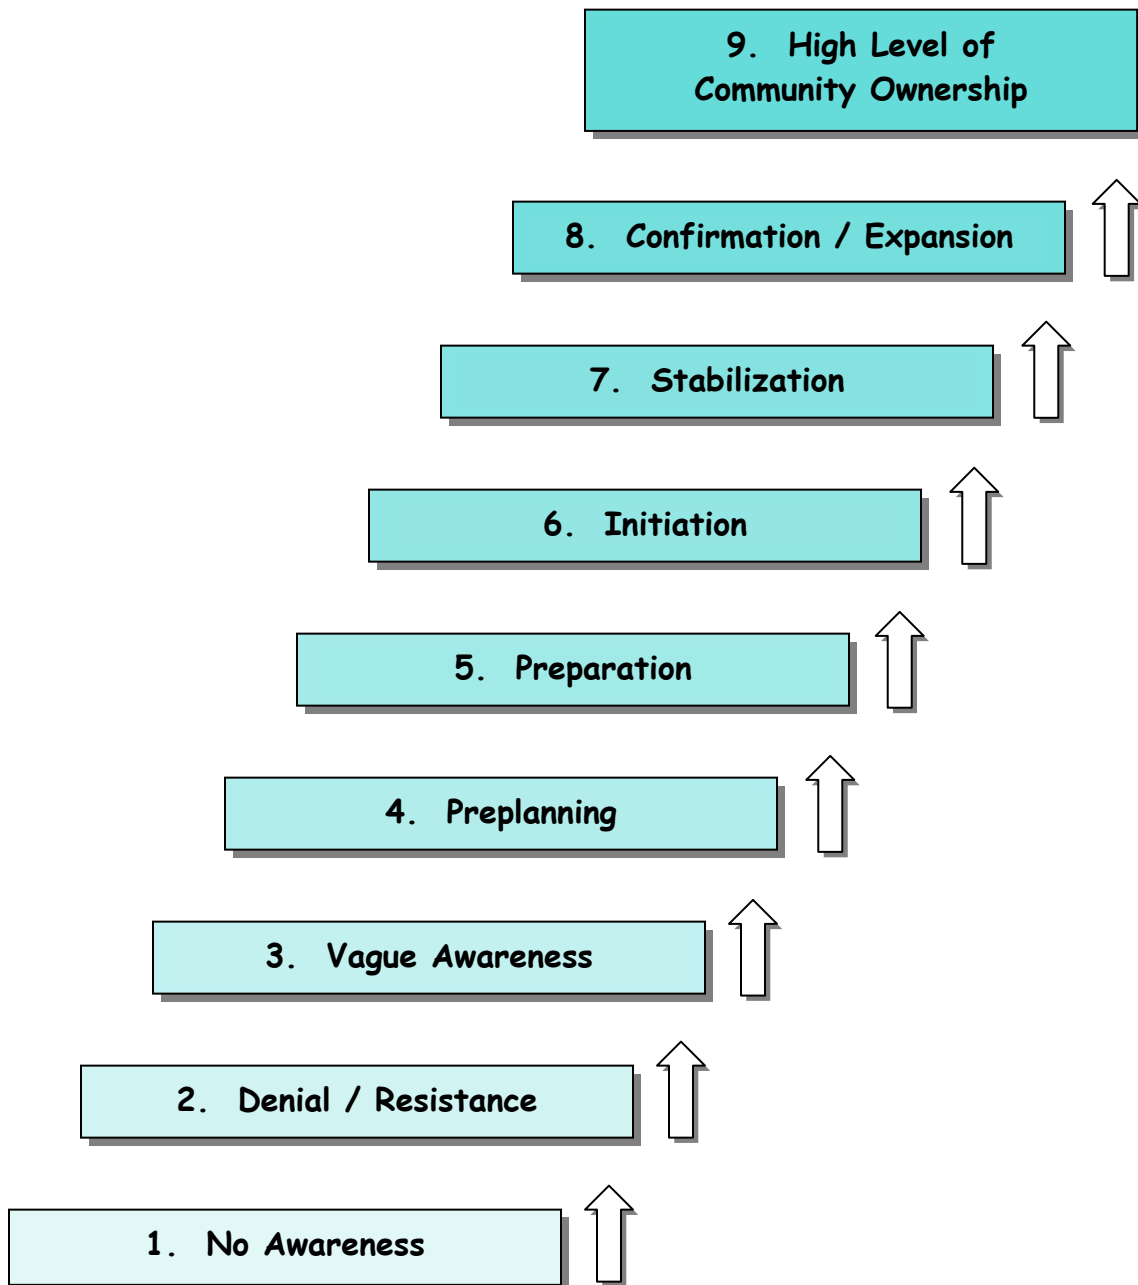 9. High Level of
Community Ownership
8. Confirmation / Expansion
7. Stabilization
6. Initiation
5. Preparation
4. Preplanning
3. Vague Awareness
2. Denial / Resistance
1. No Awareness